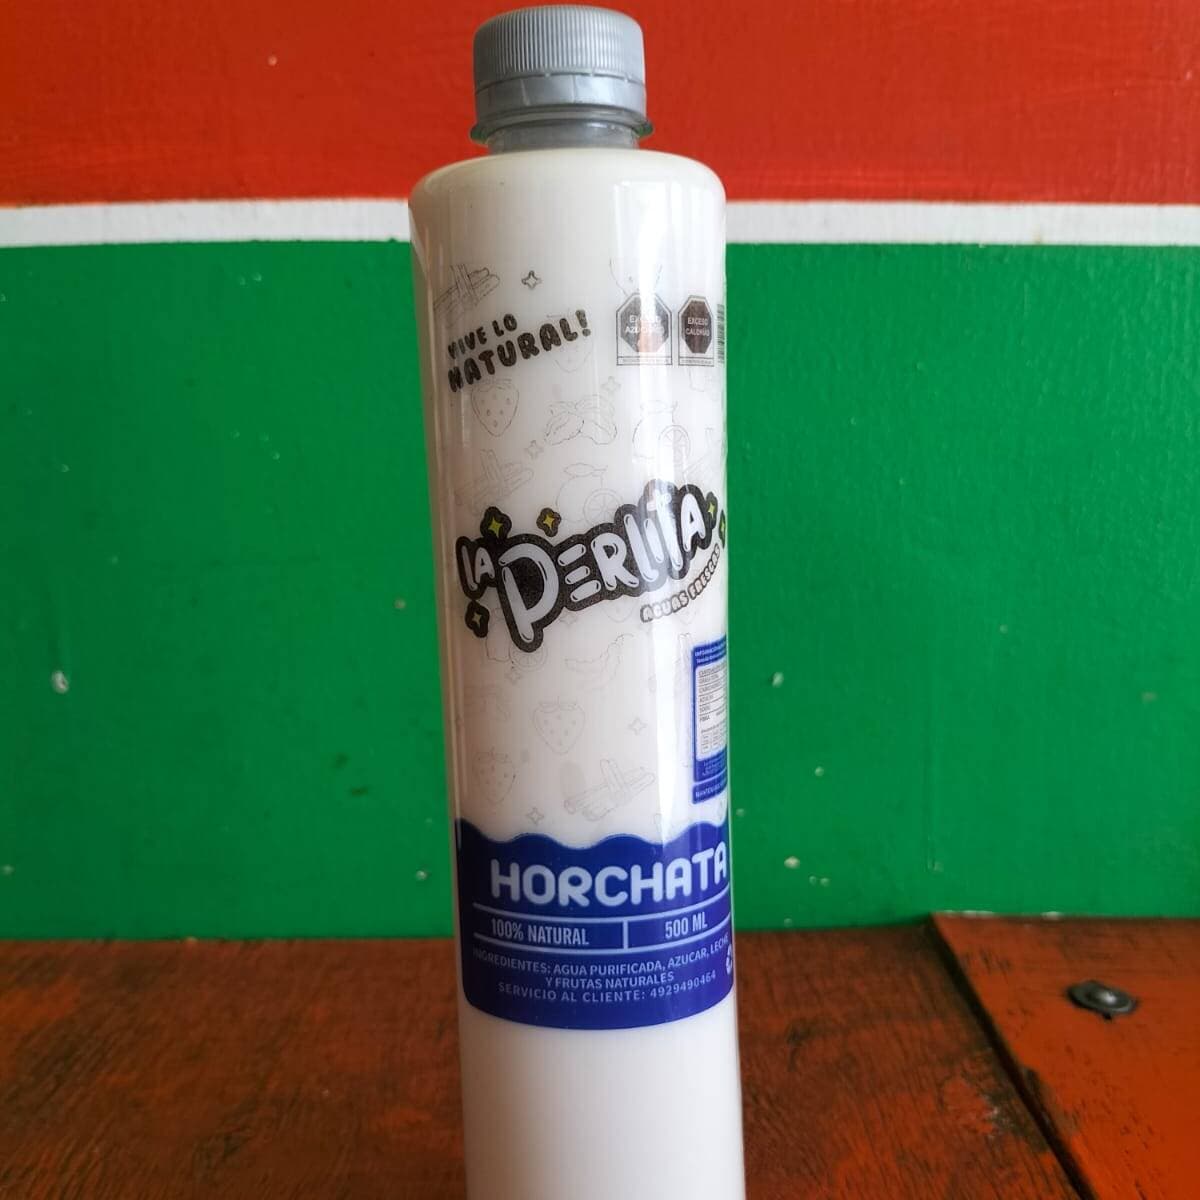 VIVE LO
NATURAL!
EXCESO
AZÚCARES
EXCESO
CALORÍAS
LA PERLITA
AGUAS FRESCAS
HORCHATA
100% NATURAL
500 ML
INGREDIENTES: AGUA PURIFICADA, AZUCAR, LECHE
Y FRUTAS NATURALES
SERVICIO AL CLIENTE: 4929490464